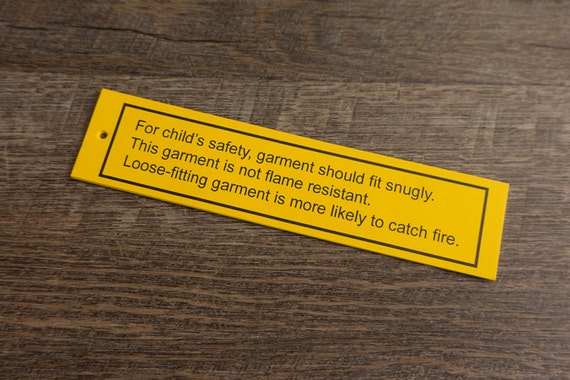 For child's safety, garment should fit snugly.
This garment is not flame resistant.
Loose-fitting garment is more likely to catch fire.